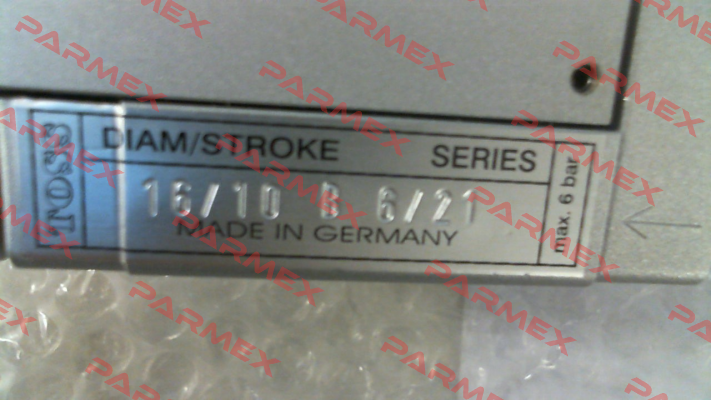 TOSS
DIAM/STROKE SERIES
16/10 D 6/21
MADE IN GERMANY
max. 6 bar
PARMEX